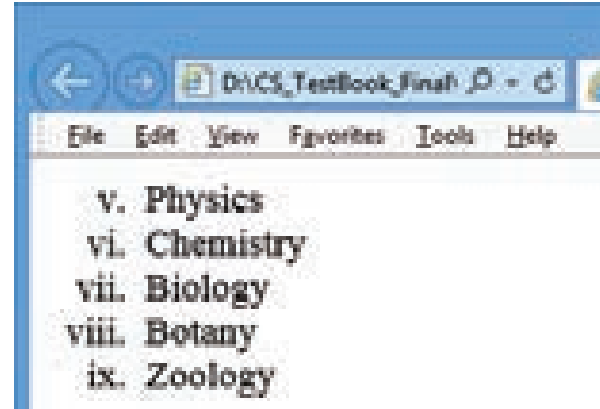 D:\CS_TestBook_Final\
File Edit View Favorites Tools Help
v. Physics
vi. Chemistry
vii. Biology
viii. Botany
ix. Zoology